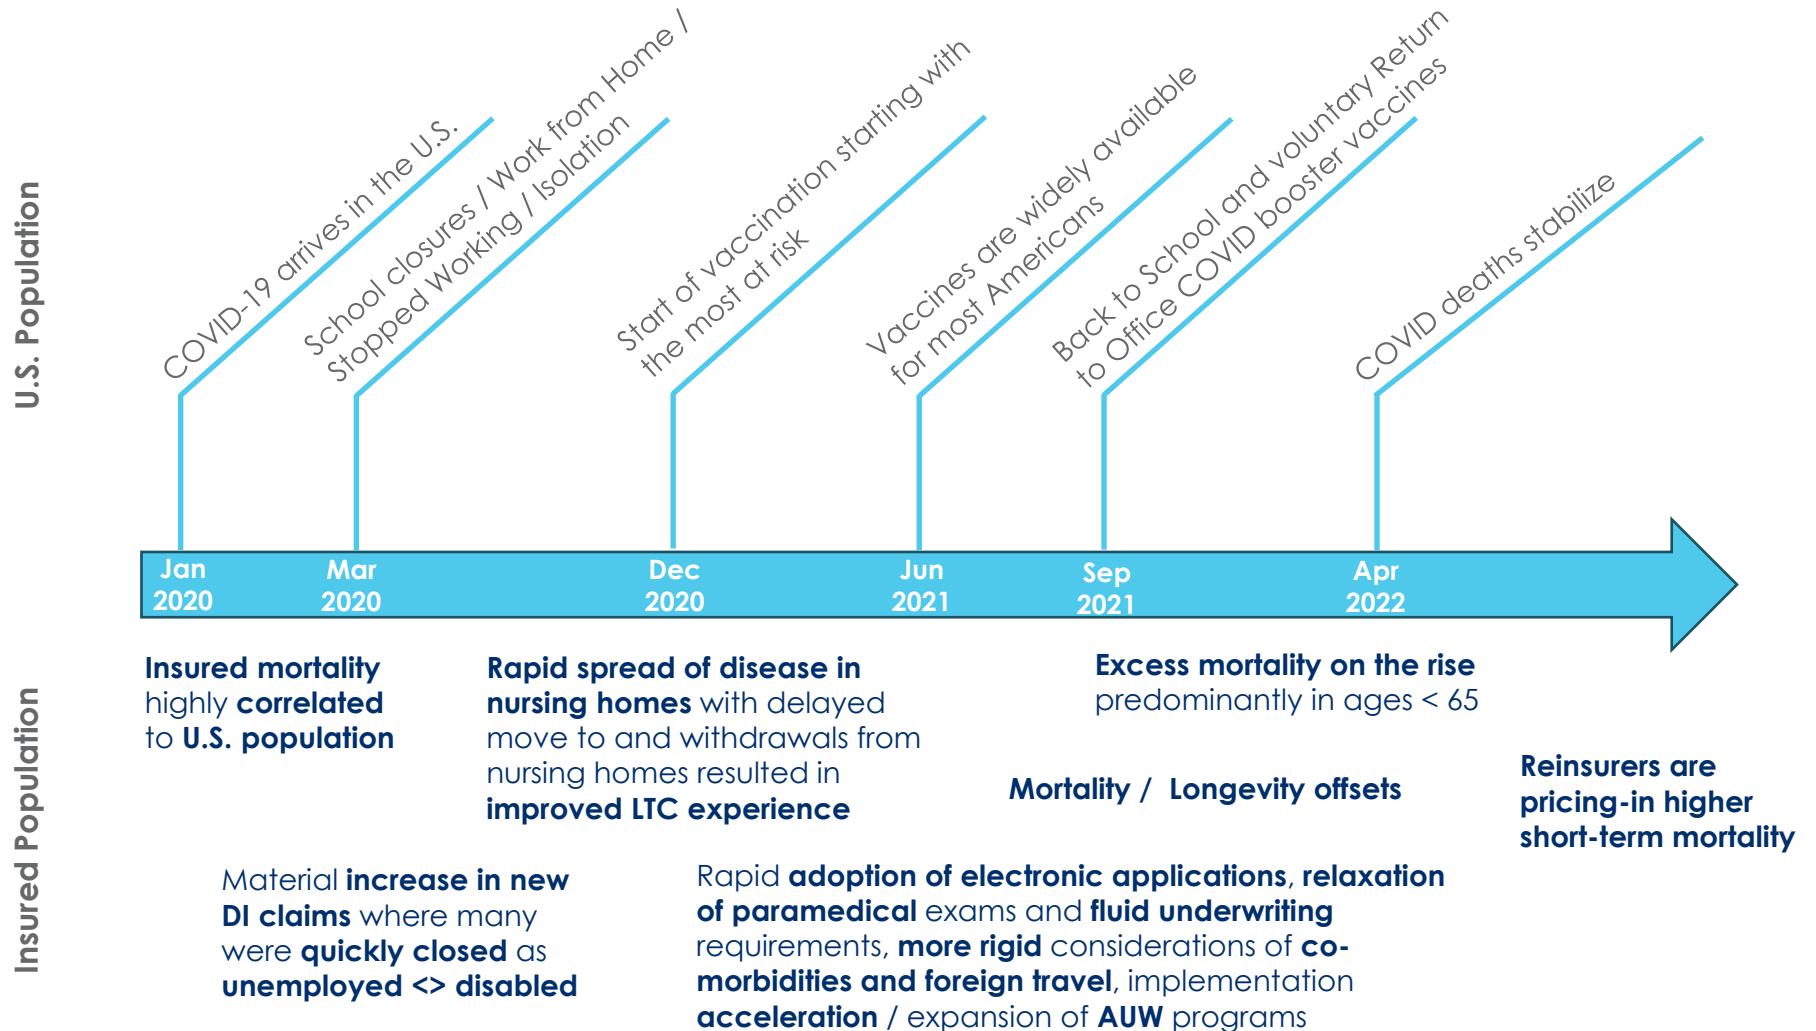 U.S. Population
COVID-19 arrives in the U.S.
School closures / Work from Home /
Stopped Working / Isolation
Start of vaccination starting with
the most at risk
Vaccines are widely available
for most Americans
Back to School and voluntary Return
to Office COVID booster vaccines
COVID deaths stabilize
Jan
2020
Mar
2020
Dec
2020
Jun
2021
Sep
2021
Apr
2022
Insured Population
Insured mortality
highly correlated
to U.S. population
Rapid spread of disease in
nursing homes with delayed
move to and withdrawals from
nursing homes resulted in
improved LTC experience
Excess mortality on the rise
predominantly in ages < 65
Mortality / Longevity offsets
Reinsurers are
pricing-in higher
short-term mortality
Material increase in new
DI claims where many
were quickly closed as
unemployed <> disabled
Rapid adoption of electronic applications, relaxation
of paramedical exams and fluid underwriting
requirements, more rigid considerations of co-
morbidities and foreign travel, implementation
acceleration / expansion of AUW programs